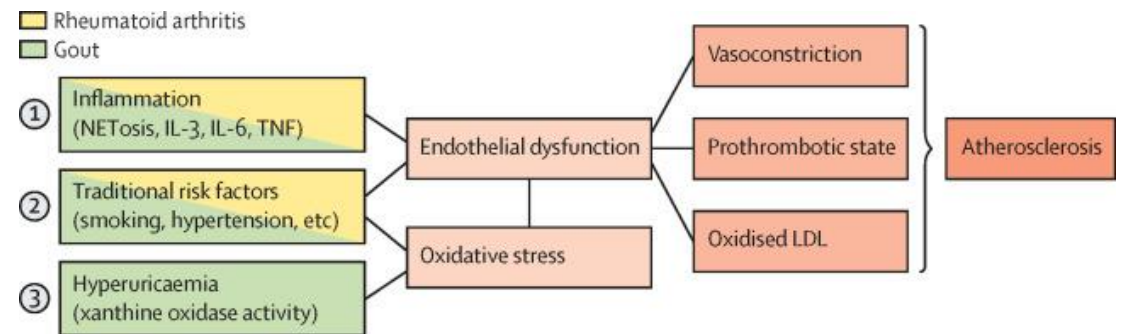 Rheumatoid arthritis
Gout
1
Inflammation
(NETosis, IL-3, IL-6, TNF)
2
Traditional risk factors
(smoking, hypertension, etc)
3
Hyperuricaemia
(xanthine oxidase activity)
Endothelial dysfunction
Oxidative stress
Vasoconstriction
Prothrombotic state
Oxidised LDL
Atherosclerosis